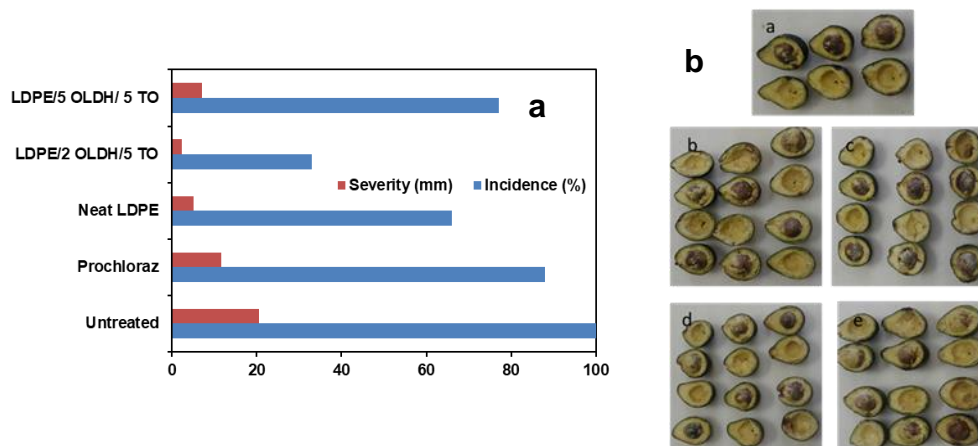 a
LDPE/5 OLDH/ 5 TO
LDPE/2 OLDH/5 TO
Neat LDPE
Prochloraz
Untreated
Severity (mm) Incidence (%)
0 20 40 60 80 100
b
a
b
c
d
e